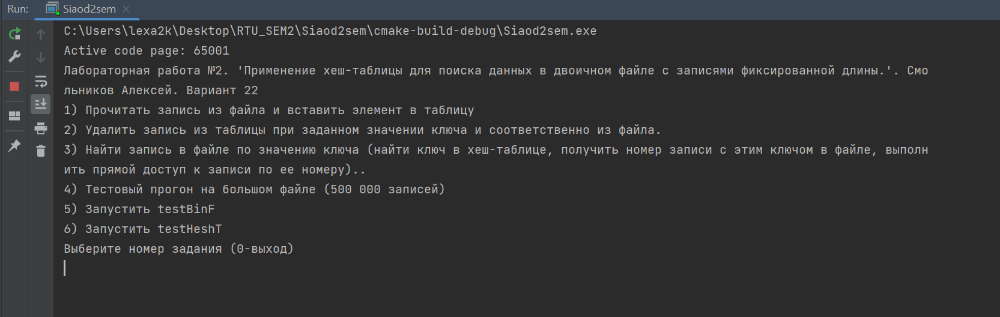 Run: Siaod2sem
C:\Users\lexa2k\Desktop\RTU_SEM2\Siaod2sem\cmake-build-debug\Siaod2sem.exe
Active code page: 65001
Лабораторная работа №2. 'Применение хеш-таблицы для поиска данных в двоичном файле с записями фиксированной длины.'. Смо
льников Алексей. Вариант 22
1) Прочитать запись из файла и вставить элемент в таблицу
2) Удалить запись из таблицы при заданном значении ключа и соответственно из файла.
3) Найти запись в файле по значению ключа (найти ключ в хеш-таблице, получить номер записи с этим ключом в файле, выполн
ить прямой доступ к записи по ее номеру)..
4) Тестовый прогон на большом файле (500 000 записей)
5) Запустить testBinF
6) Запустить testHeshT
Выберите номер задания (0-выход)